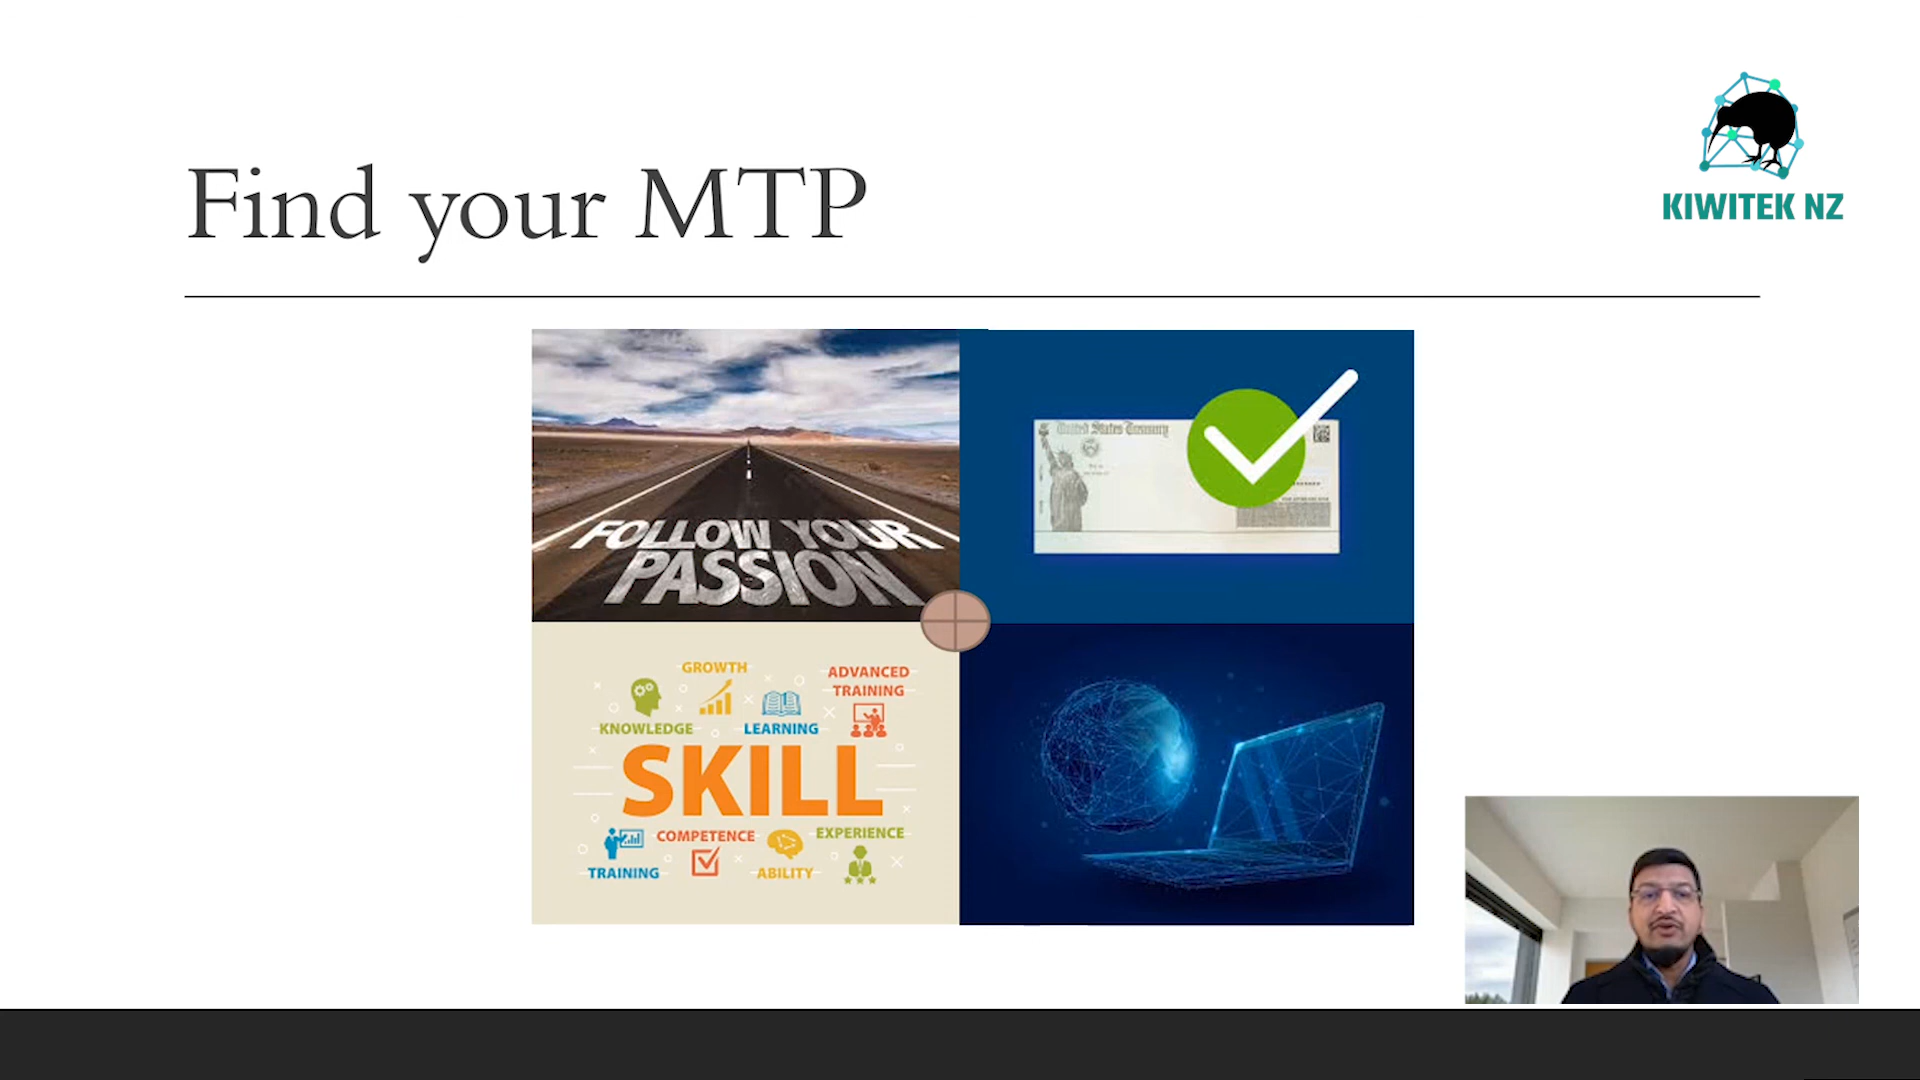 Find your MTP
KIWITEK NZ
FOLLOW YOUR
PASSION
United States Treasury
GROWTH
ADVANCED
TRAINING
KNOWLEDGE
LEARNING
SKILL
COMPETENCE
EXPERIENCE
TRAINING
ABILITY